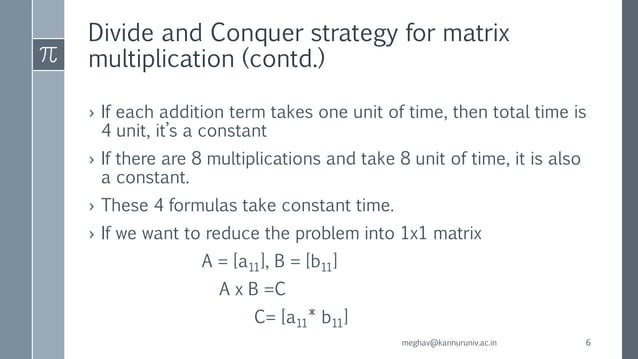 π
Divide and Conquer strategy for matrix
multiplication (contd.)
› If each addition term takes one unit of time, then total time is
4 unit, it’s a constant
› If there are 8 multiplications and take 8 unit of time, it is also
a constant.
› These 4 formulas take constant time.
› If we want to reduce the problem into 1x1 matrix
A = [a₁₁], B = [b₁₁]
A x B =C
C= [a₁₁* b₁₁]
meghav@kannuruniv.ac.in 6